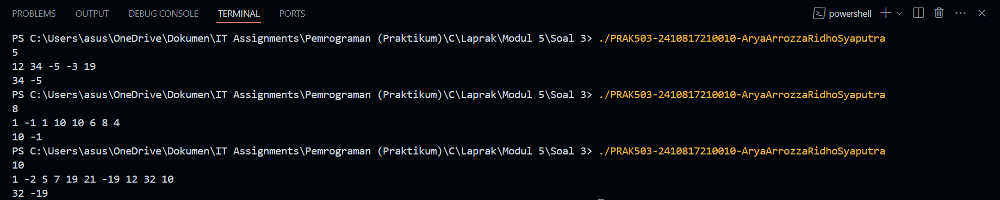 PROBLEMS OUTPUT DEBUG CONSOLE TERMINAL PORTS powershell
PS C:\Users\asus\OneDrive\Dokumen\IT Assignments\Pemrograman (Praktikum)\C\Laprak\Modul 5\Soal 3> ./PRAK503-2410817210010-AryaArrozzaRidhoSyaputra
5
12 34 -5 -3 19
34 -5
PS C:\Users\asus\OneDrive\Dokumen\IT Assignments\Pemrograman (Praktikum)\C\Laprak\Modul 5\Soal 3> ./PRAK503-2410817210010-AryaArrozzaRidhoSyaputra
8
1 -1 1 10 10 6 8 4
10 -1
PS C:\Users\asus\OneDrive\Dokumen\IT Assignments\Pemrograman (Praktikum)\C\Laprak\Modul 5\Soal 3> ./PRAK503-2410817210010-AryaArrozzaRidhoSyaputra
10
1 -2 5 7 19 21 -19 12 32 10
32 -19